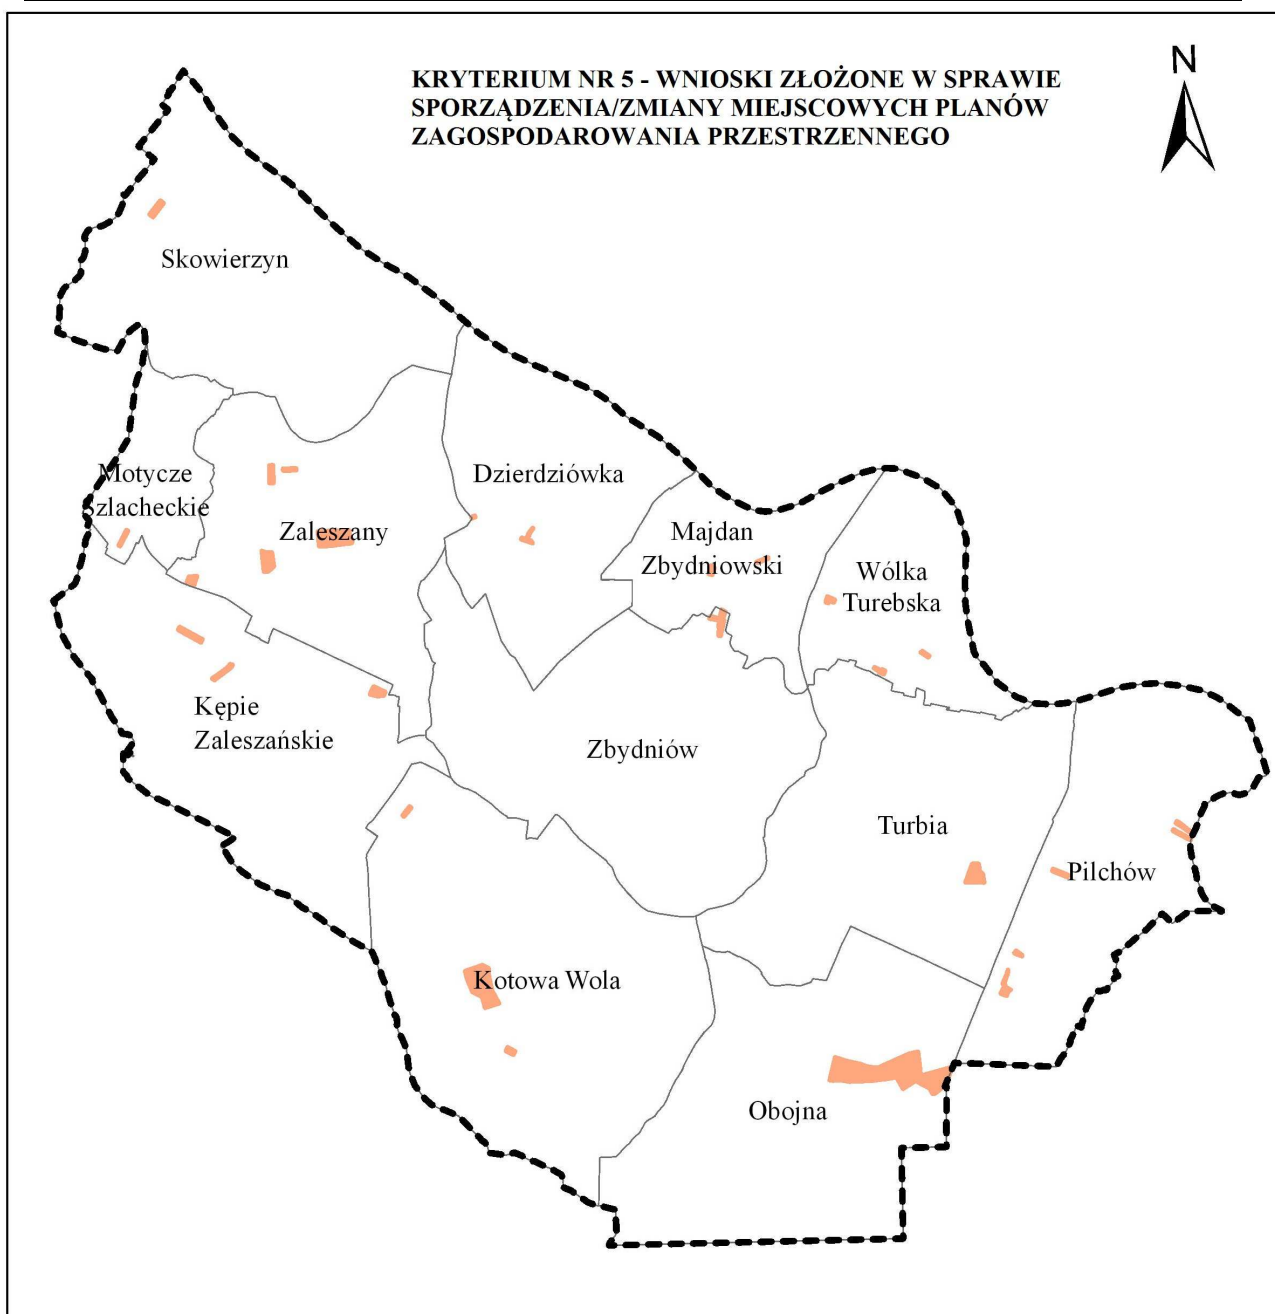 KRYTERIUM NR 5 - WNIOSKI ZŁOŻONE W SPRAWIE
SPORZĄDZENIA/ZMIANY MIEJSCOWYCH PLANÓW
ZAGOSPODAROWANIA PRZESTRZENNEGO
N
Skowierzyn
Motycze
Szlacheckie
Zaleszany
Dzierdziówka
Majdan
Zbydniowski
Wólka
Turebska
Kępie
Zaleszańskie
Zbydniów
Turbia
Pilchów
Kotowa Wola
Obojna